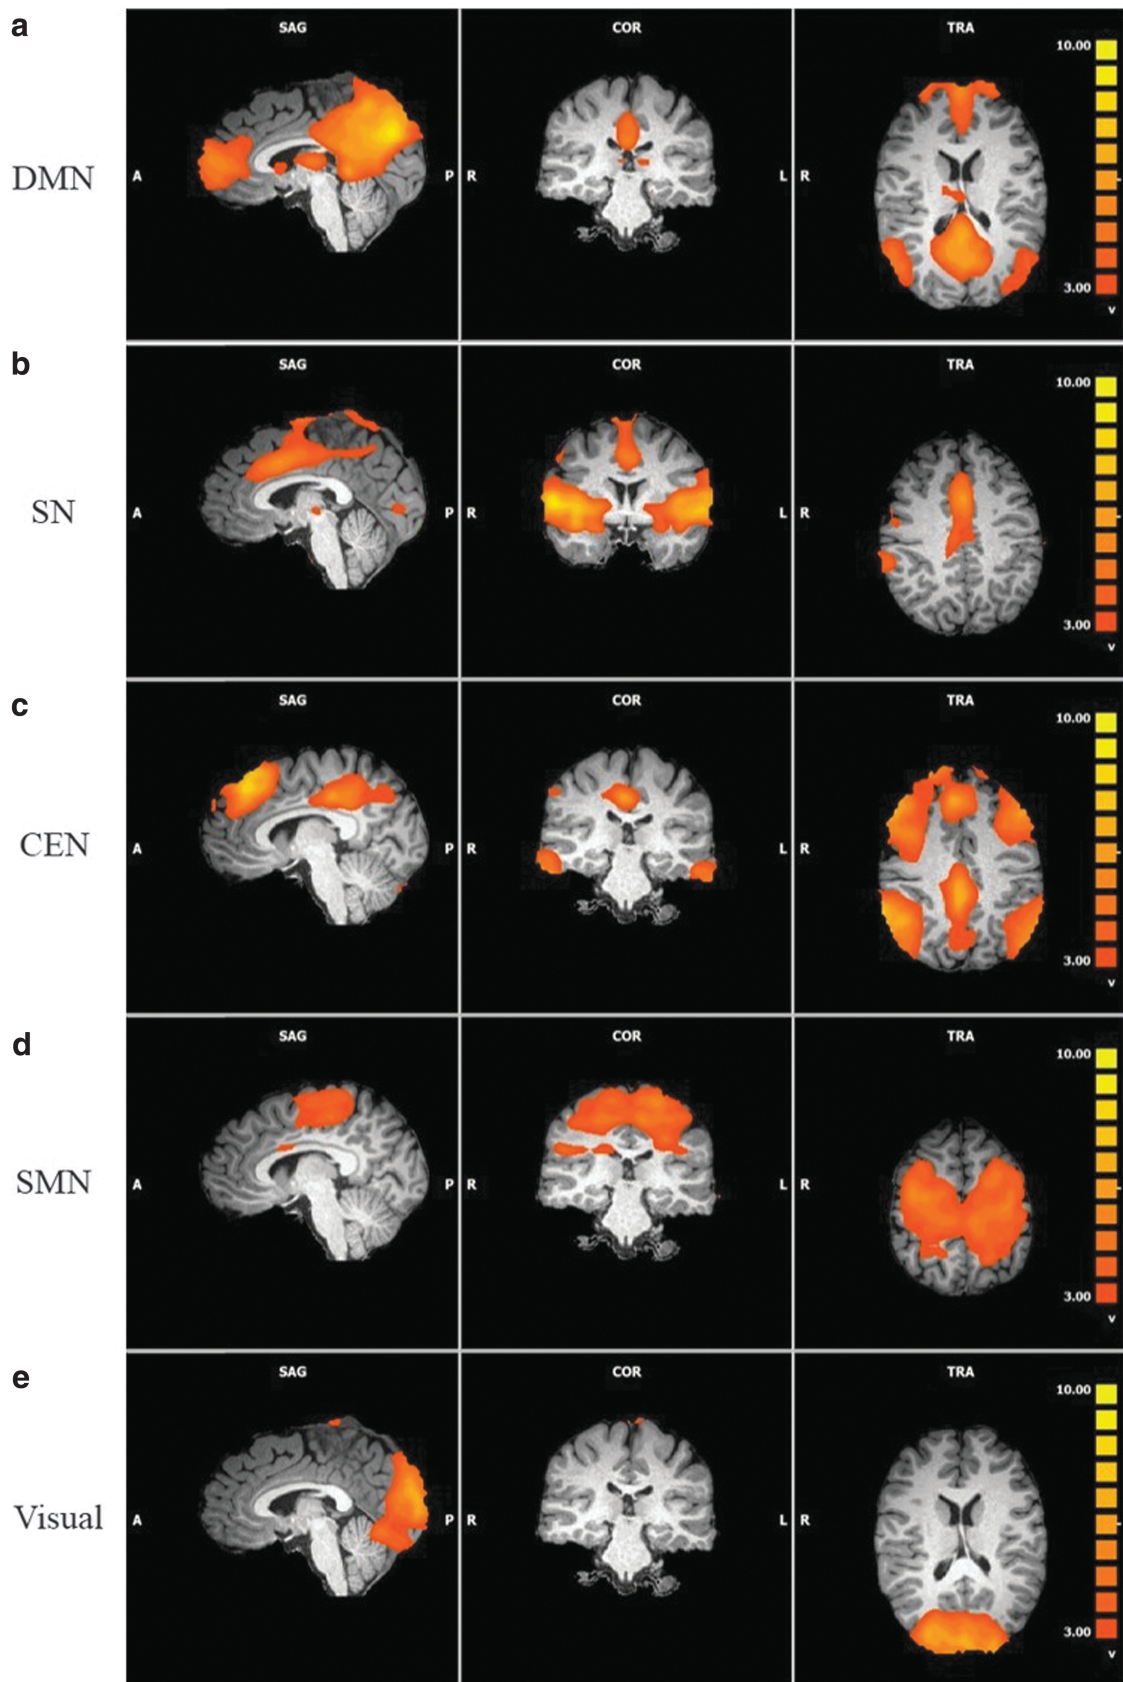 a
SAG COR TRA
10.00
DMN
A P R L R
3.00
v
b
SAG COR TRA
10.00
SN
A P R L R
3.00
v
c
SAG COR TRA
10.00
CEN
A P R L R
3.00
v
d
SAG COR TRA
10.00
SMN
A P R L R
3.00
v
e
SAG COR TRA
10.00
Visual
A P R L R
3.00
v